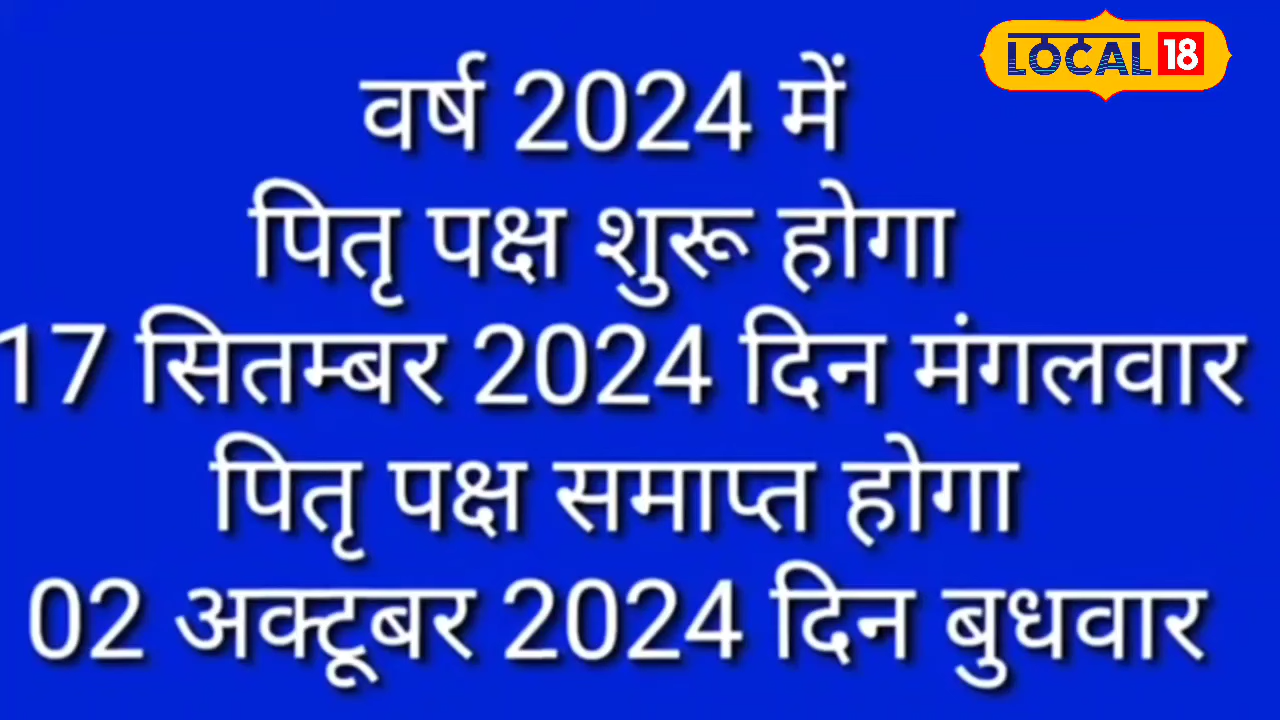 LOCAL 18
वर्ष 2024 में
पितृ पक्ष शुरू होगा
17 सितम्बर 2024 दिन मंगलवार
पितृ पक्ष समाप्त होगा
02 अक्टूबर 2024 दिन बुधवार